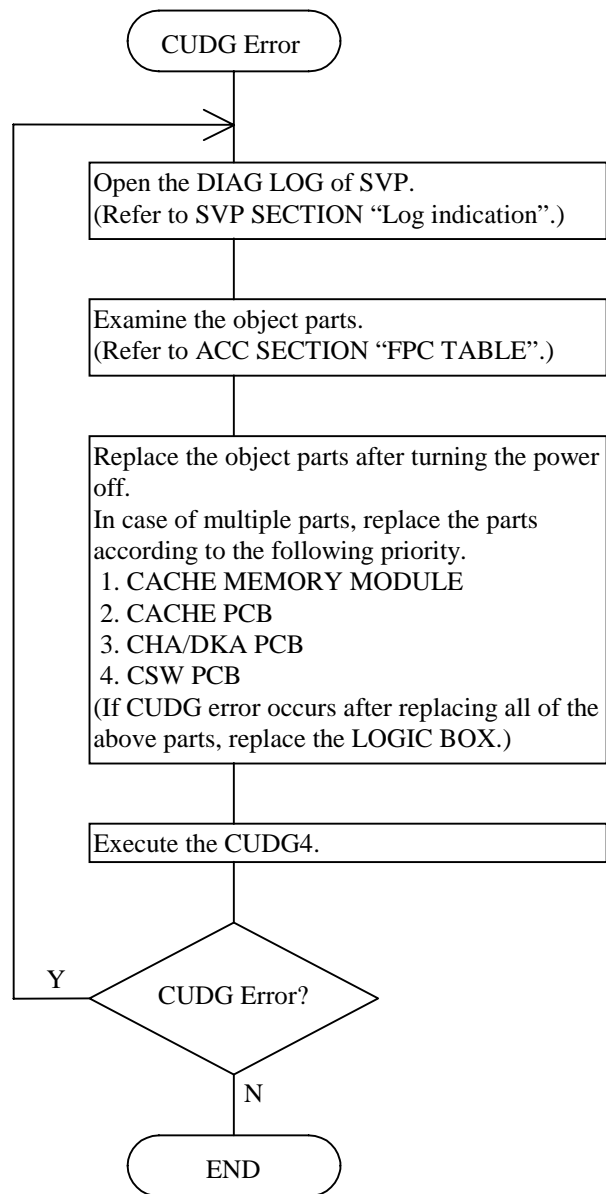 CUDG Error
Open the DIAG LOG of SVP.
(Refer to SVP SECTION “Log indication”.)
Examine the object parts.
(Refer to ACC SECTION “FPC TABLE”.)
Replace the object parts after turning the power
off.
In case of multiple parts, replace the parts
according to the following priority.
1. CACHE MEMORY MODULE
2. CACHE PCB
3. CHA/DKA PCB
4. CSW PCB
(If CUDG error occurs after replacing all of the
above parts, replace the LOGIC BOX.)
Execute the CUDG4.
Y
CUDG Error?
N
END